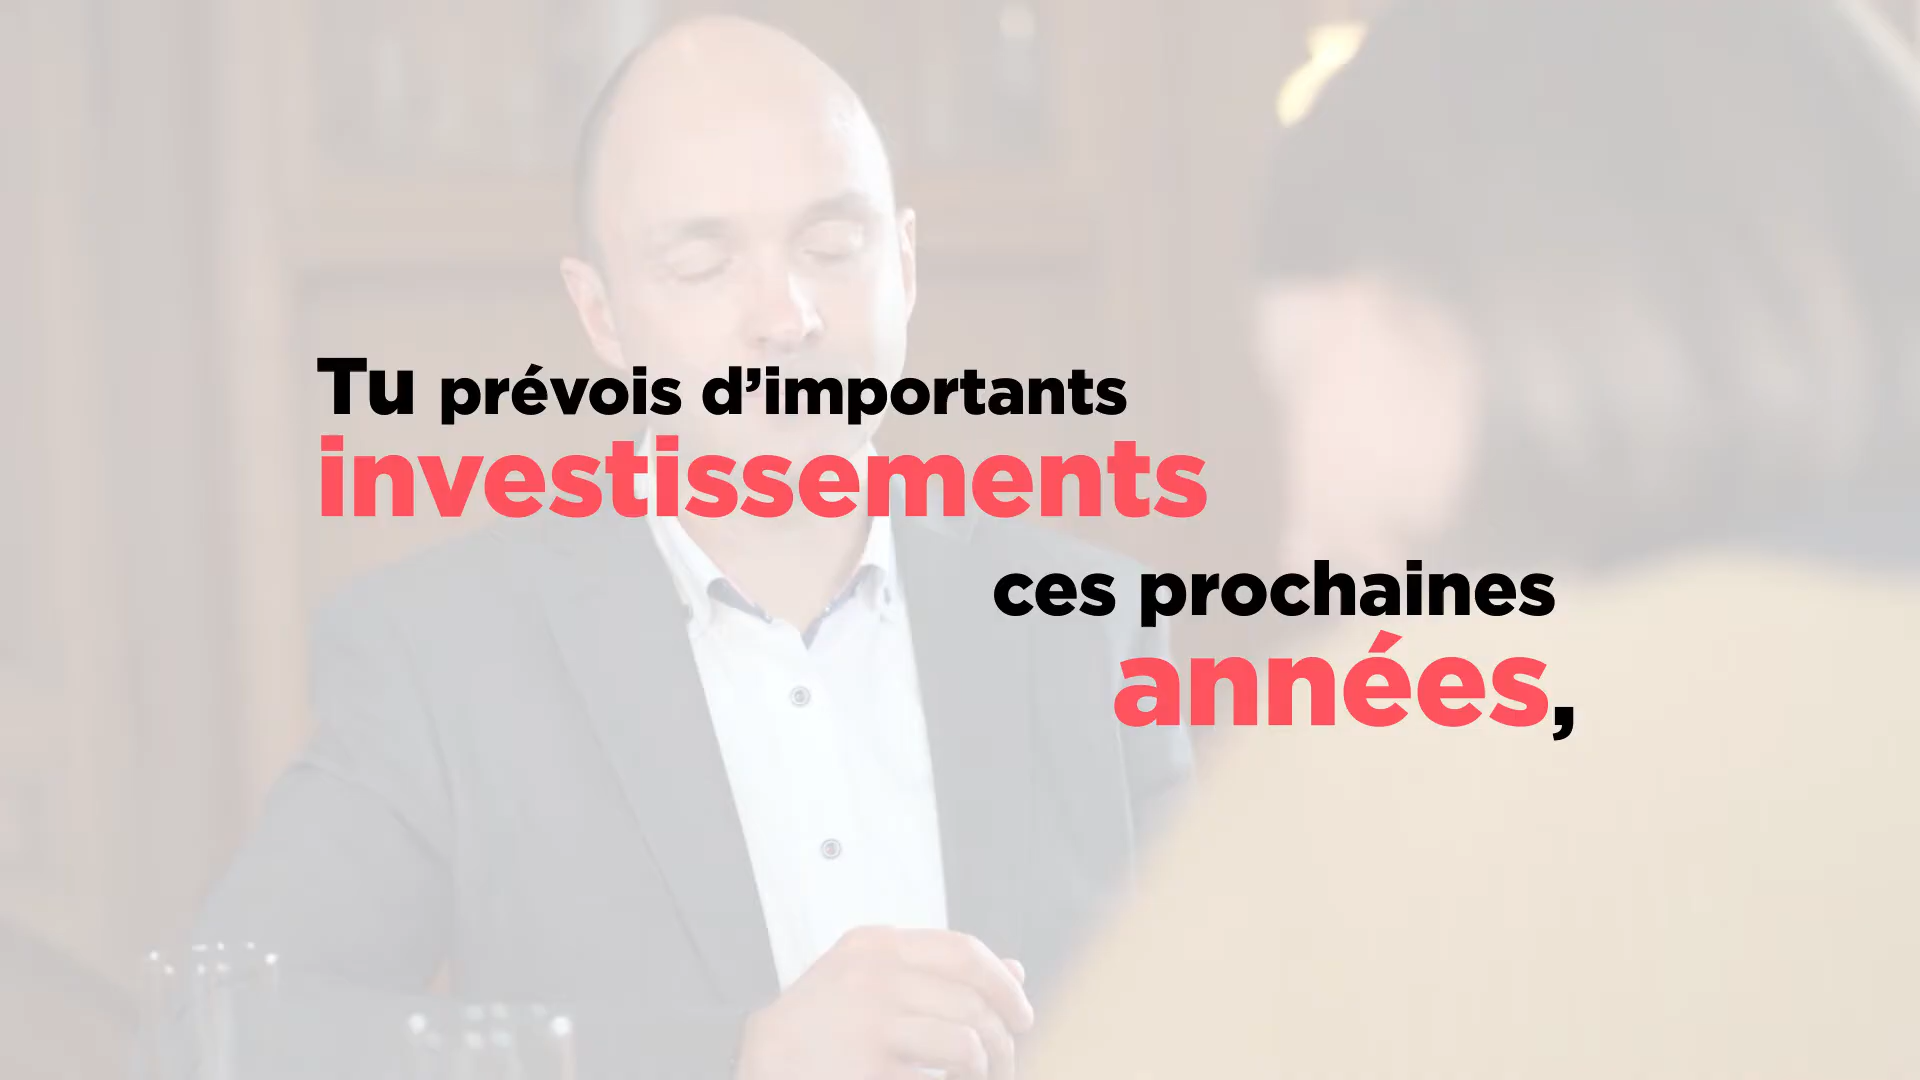 Tu prévois d’importants
investissements
ces prochaines
années,